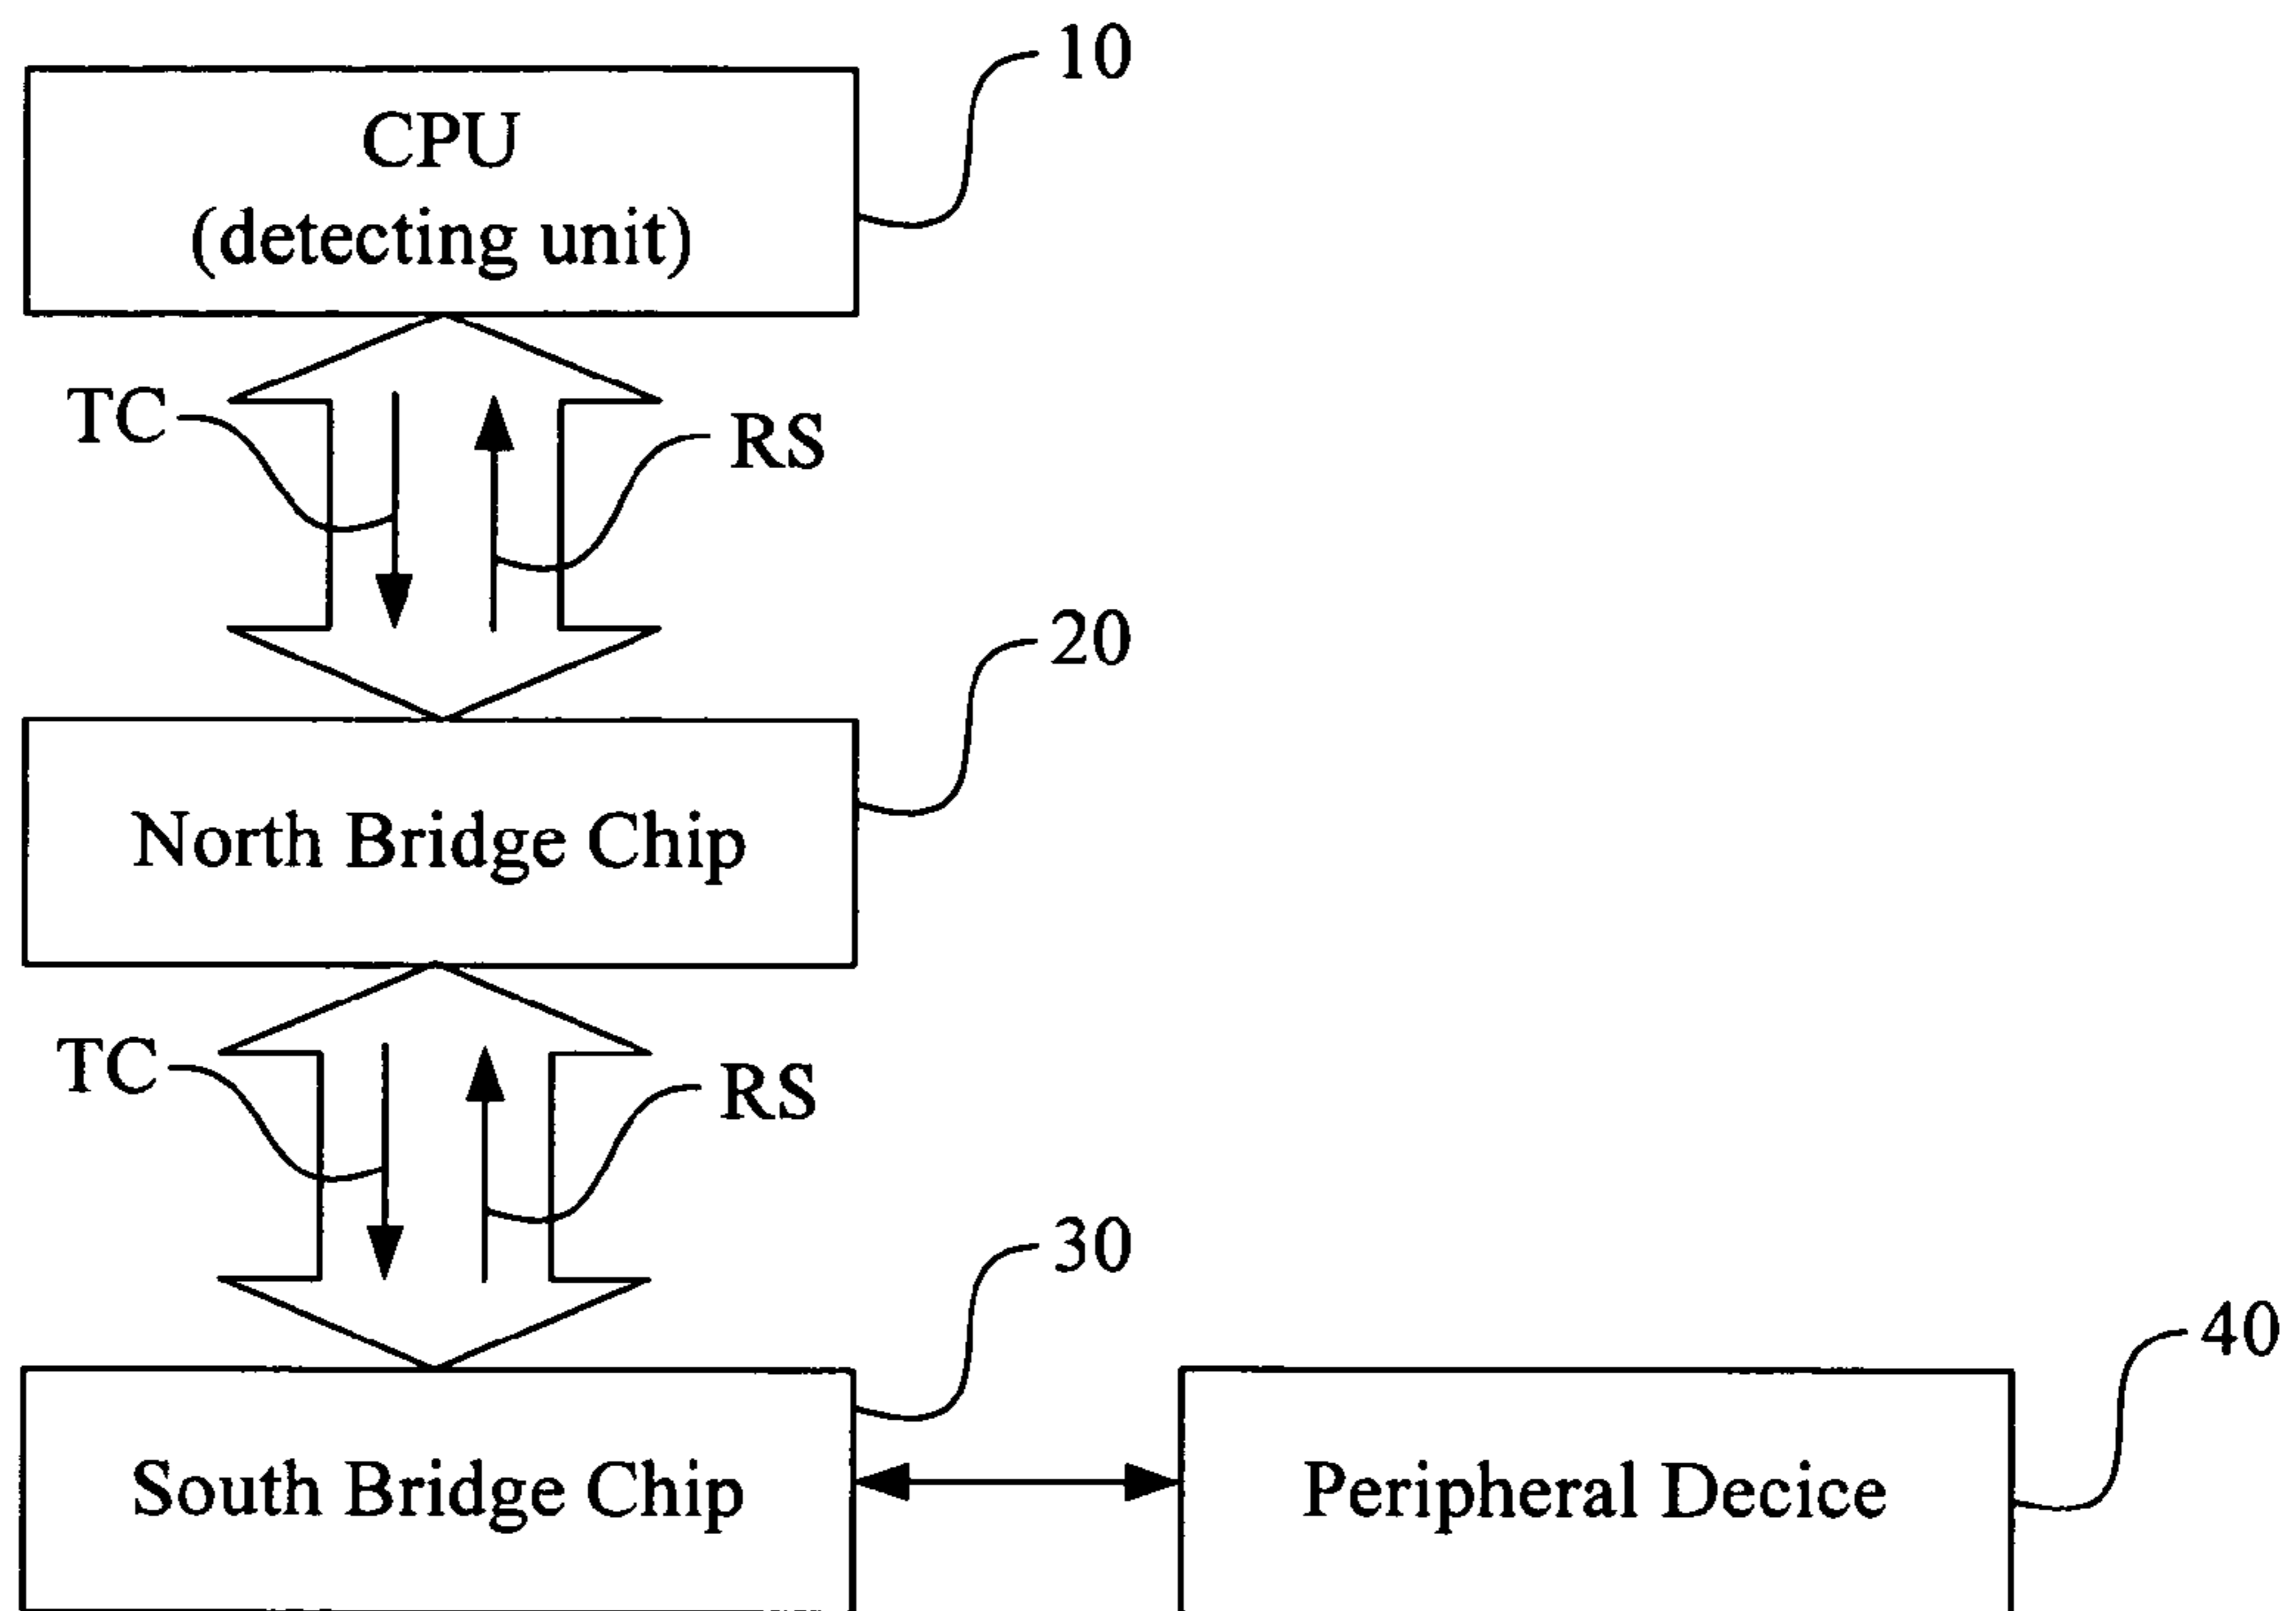 10
CPU
(detecting unit)
TC
RS
20
North Bridge Chip
TC
RS
30
40
South Bridge Chip
Peripheral Decice